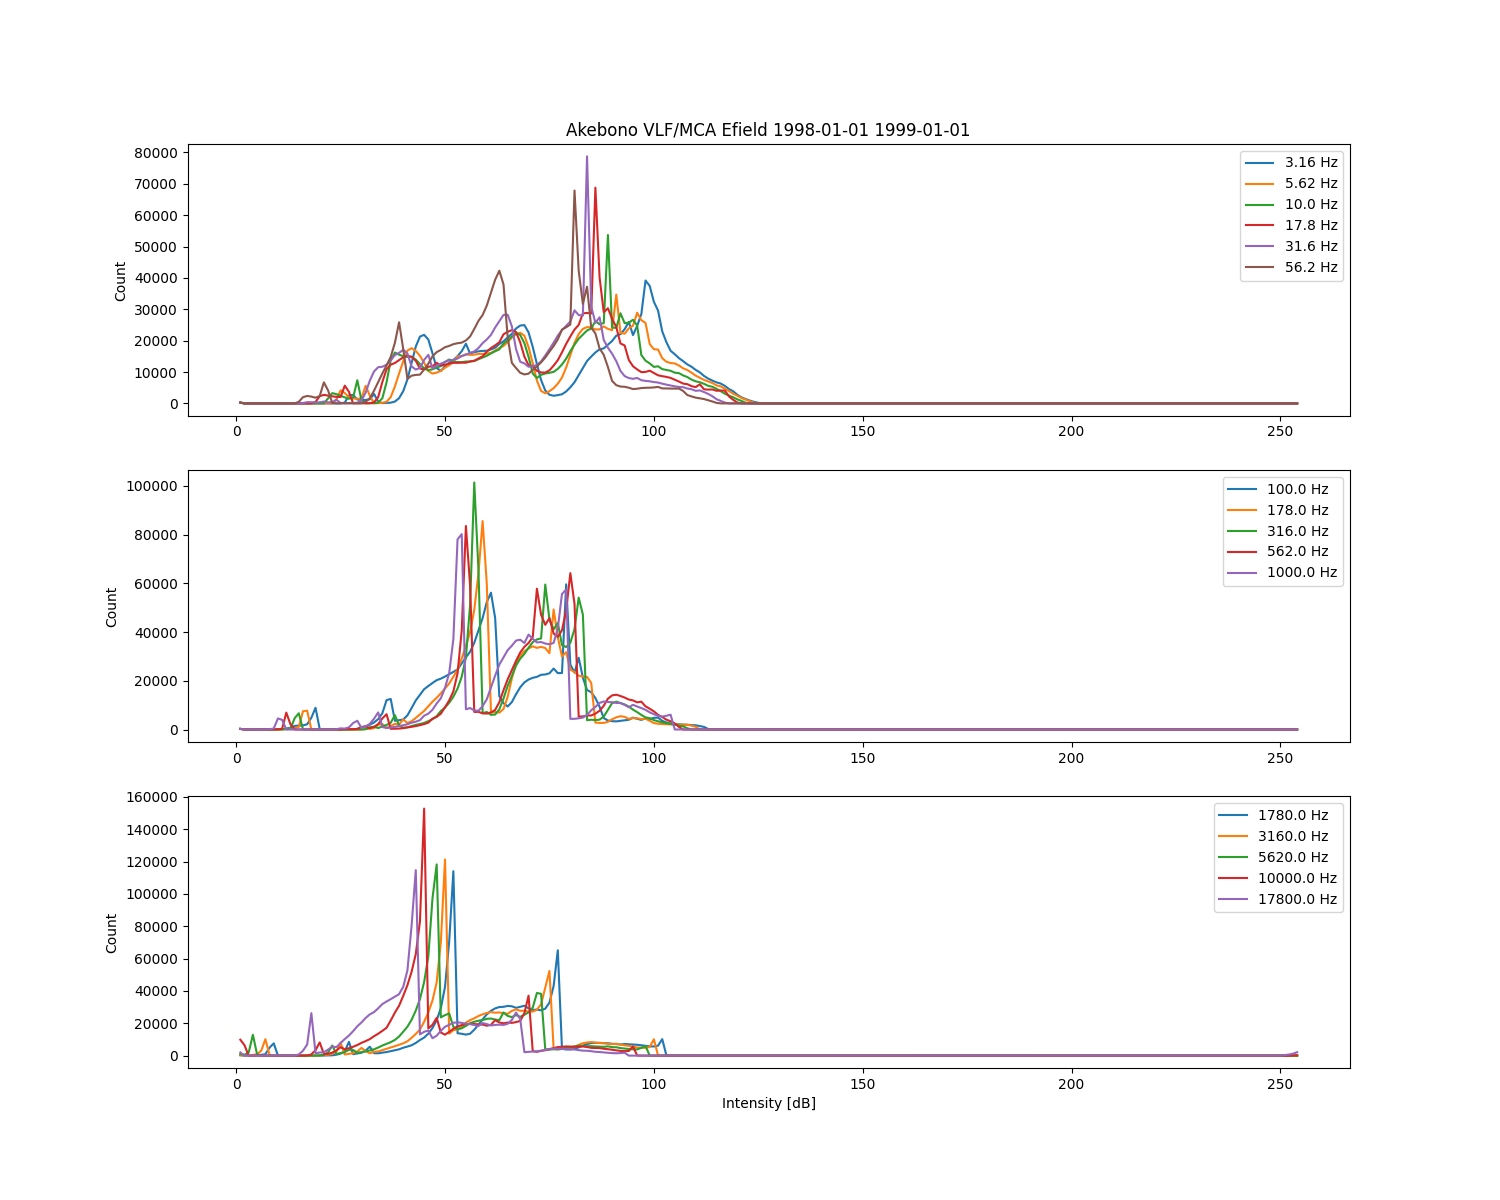 Akebono VLF/MCA Efield 1998-01-01 1999-01-01
80000
70000
60000
50000
40000
30000
20000
10000
0
Count
3.16 Hz
5.62 Hz
10.0 Hz
17.8 Hz
31.6 Hz
56.2 Hz
0 50 100 150 200 250
100000
80000
60000
40000
20000
0
Count
100.0 Hz
178.0 Hz
316.0 Hz
562.0 Hz
1000.0 Hz
0 50 100 150 200 250
160000
140000
120000
100000
80000
60000
40000
20000
0
Count
1780.0 Hz
3160.0 Hz
5620.0 Hz
10000.0 Hz
17800.0 Hz
0 50 100 150 200 250
Intensity [dB]